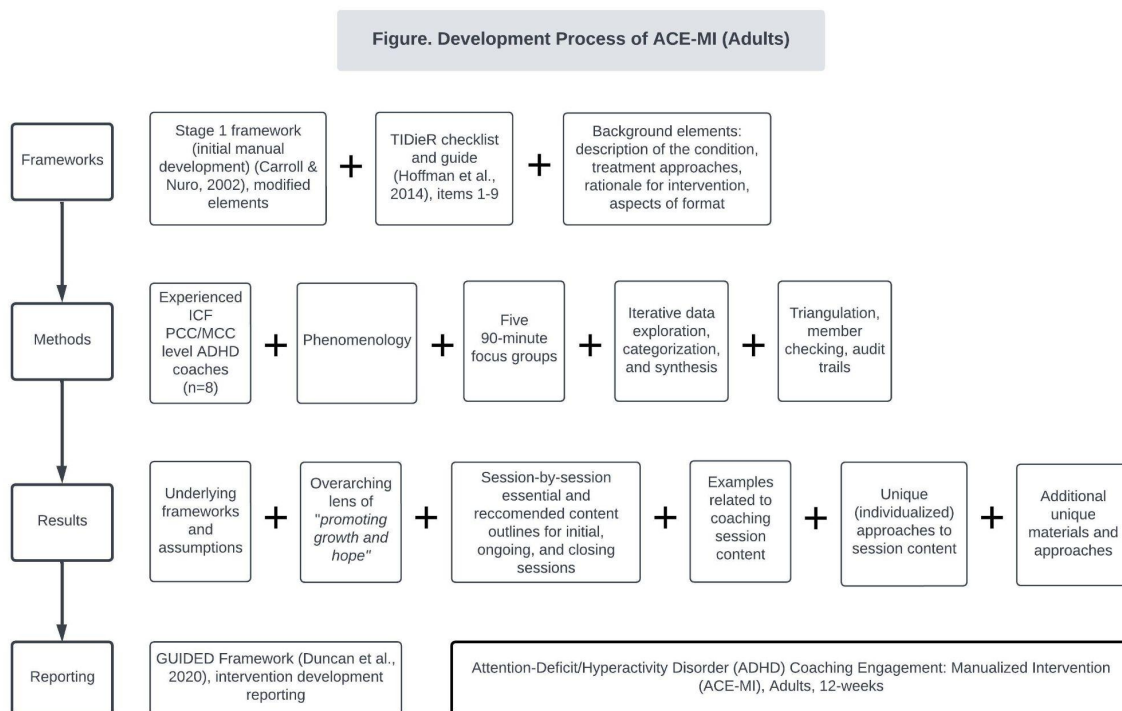 Figure. Development Process of ACE-MI (Adults)
Frameworks
Stage 1 framework
(initial manual
development) (Carroll &
Nuro, 2002), modified
elements
+
TIDieR checklist
and guide
(Hoffman et al.,
2014), items 1-9
+
Background elements:
description of the condition,
treatment approaches,
rationale for intervention,
aspects of format
Methods
Experienced
ICF
PCC/MCC
level ADHD
coaches
(n=8)
+
Phenomenology
+
Five
90-minute
focus groups
+
Iterative data
exploration,
categorization,
and synthesis
+
Triangulation,
member
checking, audit
trails
Results
Underlying
frameworks
and
assumptions
+
Overarching
lens of
"promoting
growth and
hope"
+
Session-by-session
essential and
reccomended content
outlines for initial,
ongoing, and closing
sessions
+
Examples
related to
coaching
session
content
+
Unique
(individualized)
approaches to
session content
+
Additional
unique
materials and
approaches
Reporting
GUIDED Framework (Duncan et al.,
2020), intervention development
reporting
Attention-Deficit/Hyperactivity Disorder (ADHD) Coaching Engagement: Manualized Intervention
(ACE-MI), Adults, 12-weeks